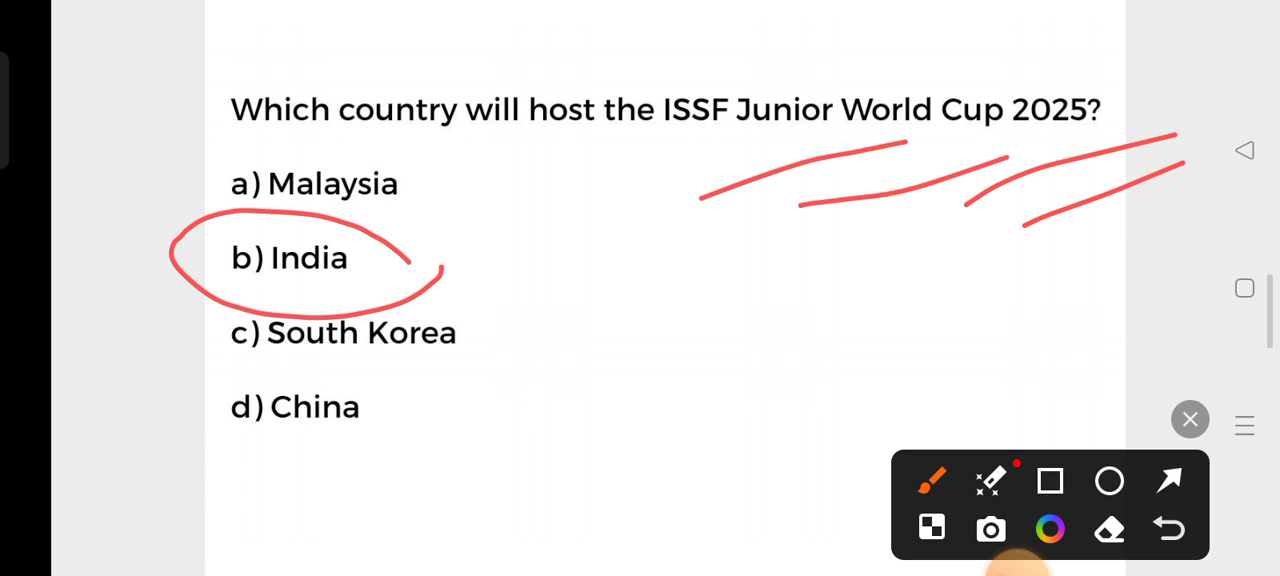 Which country will host the ISSF Junior World Cup 2025?
a) Malaysia
b) India
c) South Korea
d) China